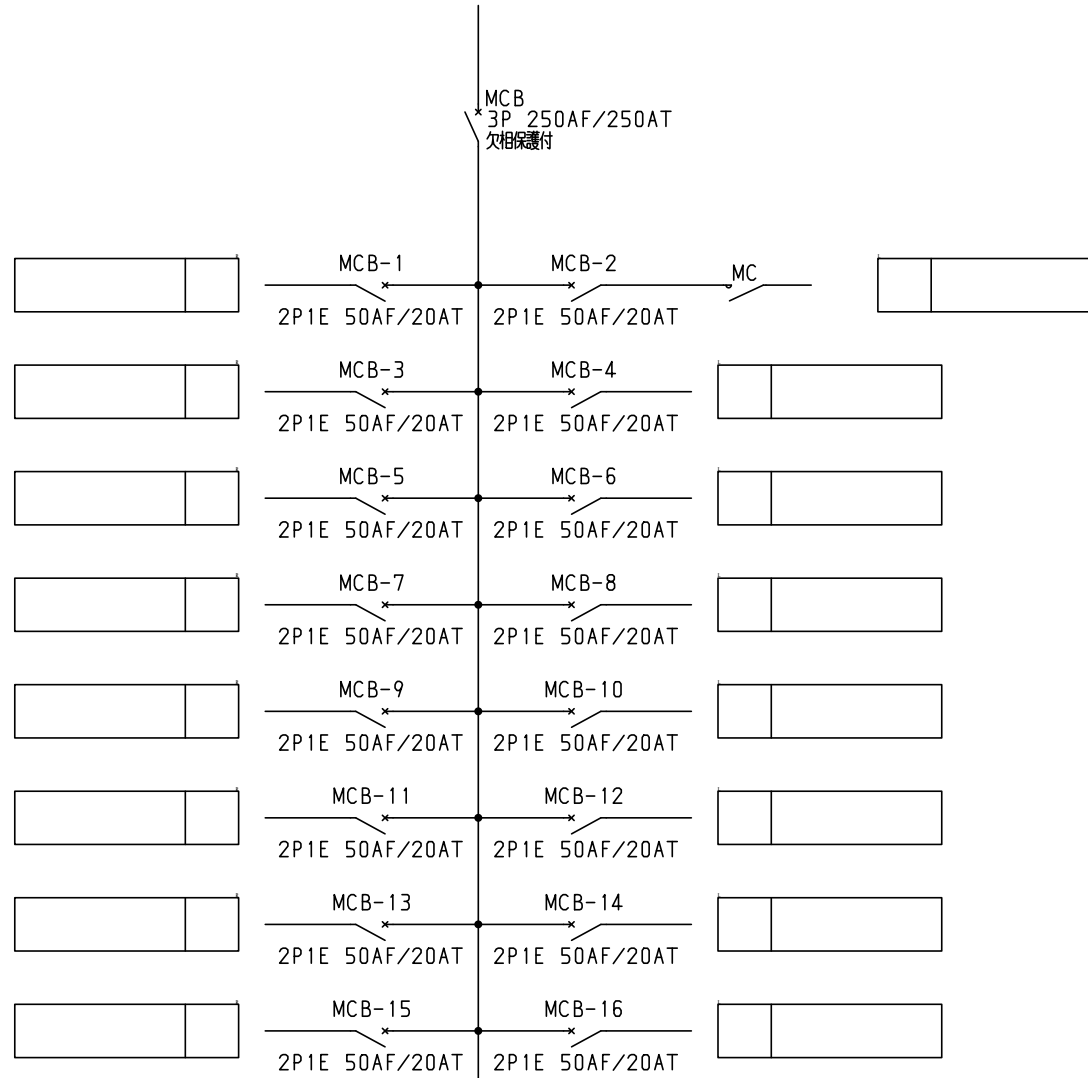 MCB
3P 250AF/250AT
欠相保護付
MCB-1 MCB-2 MC
2P1E 50AF/20AT 2P1E 50AF/20AT
MCB-3 MCB-4
2P1E 50AF/20AT 2P1E 50AF/20AT
MCB-5 MCB-6
2P1E 50AF/20AT 2P1E 50AF/20AT
MCB-7 MCB-8
2P1E 50AF/20AT 2P1E 50AF/20AT
MCB-9 MCB-10
2P1E 50AF/20AT 2P1E 50AF/20AT
MCB-11 MCB-12
2P1E 50AF/20AT 2P1E 50AF/20AT
MCB-13 MCB-14
2P1E 50AF/20AT 2P1E 50AF/20AT
MCB-15 MCB-16
2P1E 50AF/20AT 2P1E 50AF/20AT